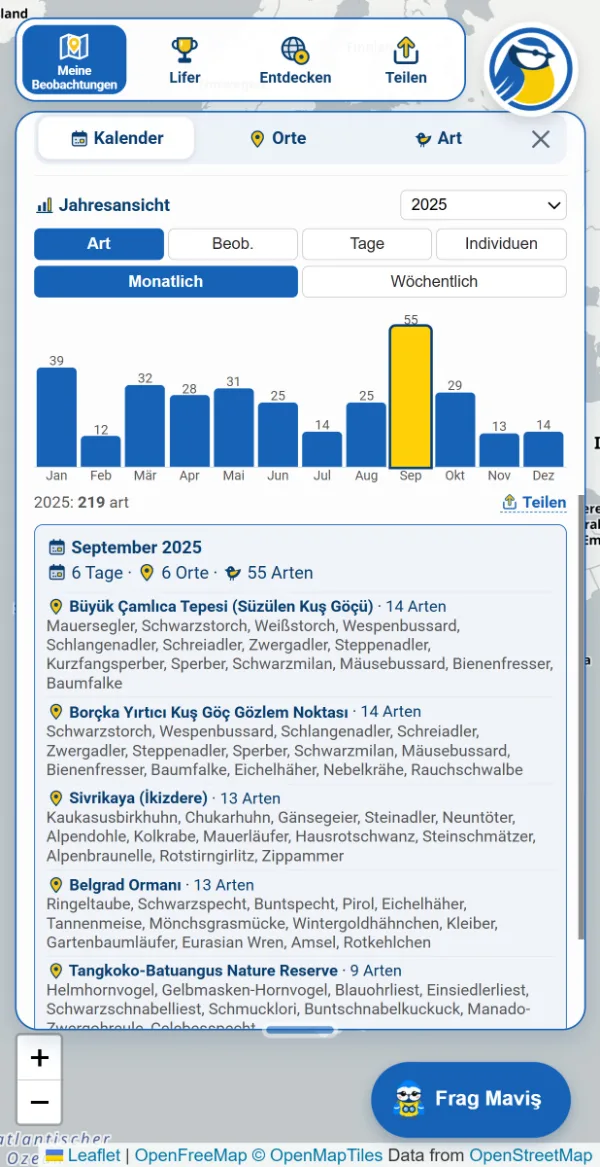 land
Meine
Beobachtungen
Lifer
Entdecken
Teilen
Kalender
Orte
Art
Jahresansicht
2025
Art
Beob.
Tage
Individuen
Monatlich
Wöchentlich
39
12
32
28
31
25
14
25
55
29
13
14
Jan
Feb
Mär
Apr
Mai
Jun
Jul
Aug
Sep
Okt
Nov
Dez
2025: 219 art
Teilen
September 2025
6 Tage · 6 Orte · 55 Arten
Büyük Çamlıca Tepesi (Süzülen Kuş Göçü) · 14 Arten
Mauersegler, Schwarzstorch, Weißstorch, Wespenbussard,
Schlangenadler, Schreiadler, Zwergadler, Steppenadler,
Kurzfangsperber, Sperber, Schwarzmilan, Mäusebussard, Bienenfresser,
Baumfalke
Borçka Yırtıcı Kuş Göç Gözlem Noktası · 14 Arten
Schwarzstorch, Wespenbussard, Schlangenadler, Schreiadler,
Zwergadler, Steppenadler, Sperber, Schwarzmilan, Mäusebussard,
Bienenfresser, Baumfalke, Eichelhäher, Nebelkrähe, Rauchschwalbe
Sivrikaya (İkizdere) · 13 Arten
Kaukasusbirkhuhn, Chukarhuhn, Gänsegeier, Steinadler, Neuntöter,
Alpendohle, Kolkrabe, Mauerläufer, Hausrotschwanz, Steinschmätzer,
Alpenbraunelle, Rotstirngirlitz, Zippammer
Belgrad Ormanı · 13 Arten
Ringeltaube, Schwarzspecht, Buntspecht, Pirol, Eichelhäher,
Tannenmeise, Mönchsgrasmücke, Wintergoldhähnchen, Kleiber,
Gartenbaumläufer, Eurasian Wren, Amsel, Rotkehlchen
Tangkoko-Batuangus Nature Reserve · 9 Arten
Helmhornvogel, Gelbmasken-Hornvogel, Blauohrliest, Einsiedlerliest,
Schwarzschnabelliest, Schmucklori, Buntschnabelkuckuck, Manado-
Zwergohreule, Celebesspecht
+
−
Frag Maviş
atlantischer
Oze
Leaflet | OpenFreeMap © OpenMapTiles Data from OpenStreetMap